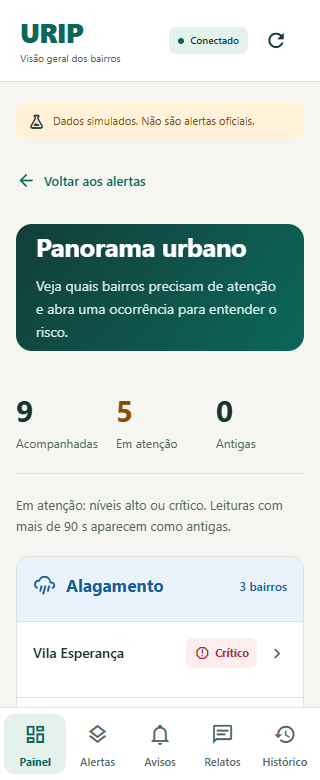 URIP
Visão geral dos bairros
Conectado
Dados simulados. Não são alertas oficiais.
Voltar aos alertas
Panorama urbano
Veja quais bairros precisam de atenção
e abra uma ocorrência para entender o
risco.
9
Acompanhadas
5
Em atenção
0
Antigas
Em atenção: níveis alto ou crítico. Leituras com
mais de 90 s aparecem como antigas.
Alagamento
3 bairros
Vila Esperança
Crítico
Painel
Alertas
Avisos
Relatos
Histórico